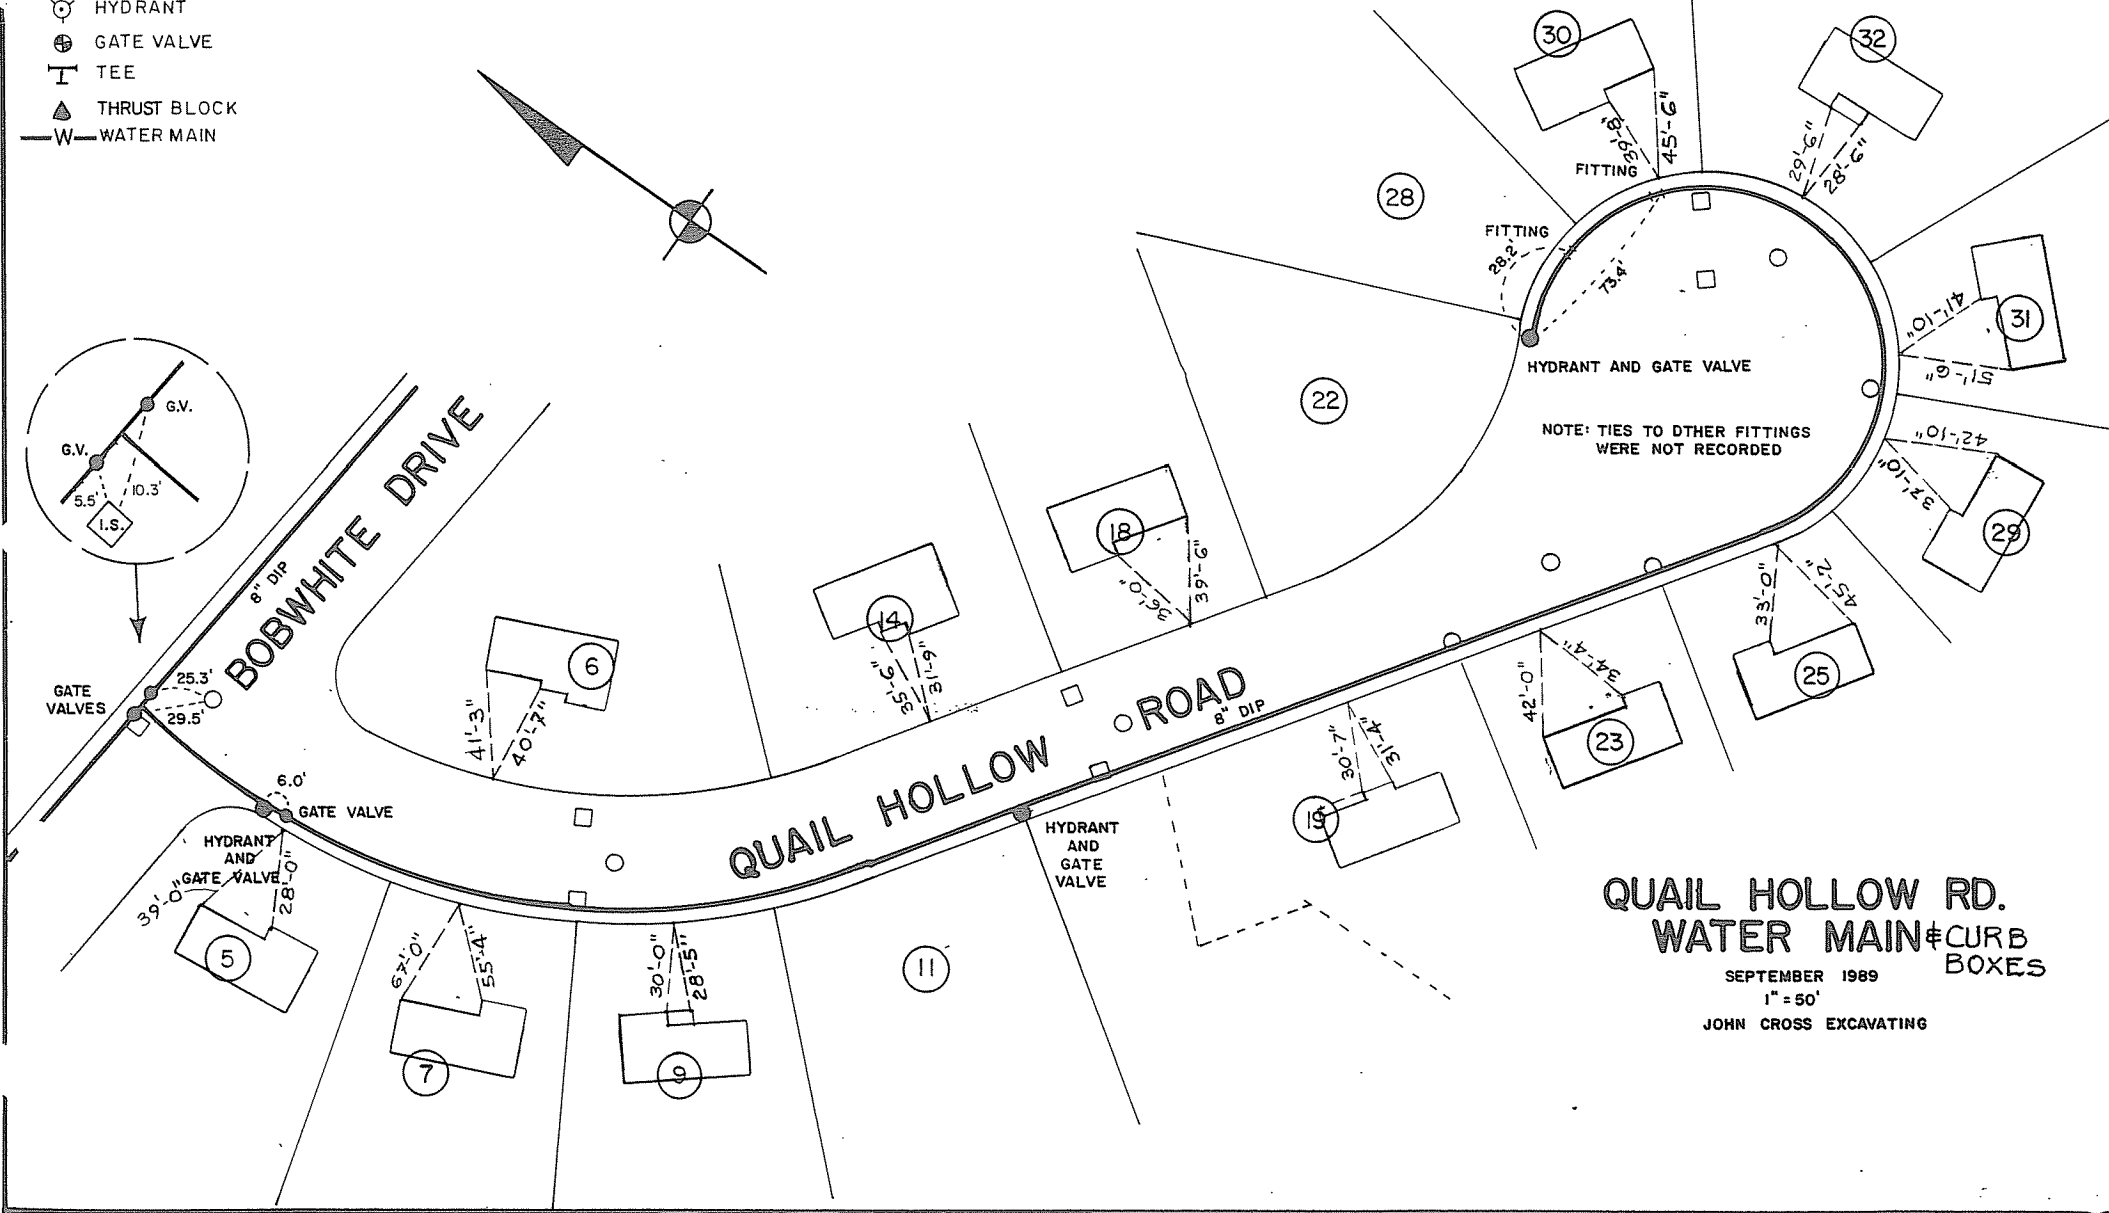 HYDRANT
GATE VALVE
TEE
THRUST BLOCK
W WATER MAIN
30
32
39'-8"
45'-6"
FITTING
29'-6"
28'-6"
28
FITTING
28.2'
73.4'
41'-10"
31
51'-6"
HYDRANT AND GATE VALVE
22
NOTE: TIES TO DTHER FITTINGS
WERE NOT RECORDED
42'-10"
37'-10"
29
G.V.
G.V.
5.5'
10.3'
I.S.
8" DIP
BOBWHITE DRIVE
18
36'-0"
39'-6"
14
35'-6"
31'-9"
33'-0"
45'-2"
25
6
41'-3"
40'-7"
GATE
VALVES
25.3'
29.5'
QUAIL HOLLOW ROAD
8" DIP
42'-0"
34'-4"
23
30'-7"
31'-4"
19
6.0'
GATE VALVE
HYDRANT
AND
GATE VALVE
39'-0"
28'-0"
5
HYDRANT
AND
GATE
VALVE
67'-0"
55'-4"
7
30'-0"
28'-5"
9
11
QUAIL HOLLOW RD.
WATER MAIN & CURB
BOXES
SEPTEMBER 1989
1" = 50'
JOHN CROSS EXCAVATING